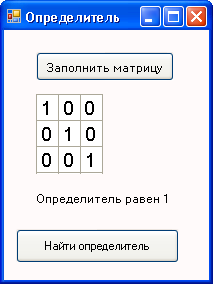 Определитель
Заполнить матрицу
1 0 0
0 1 0
0 0 1
Определитель равен 1
Найти определитель